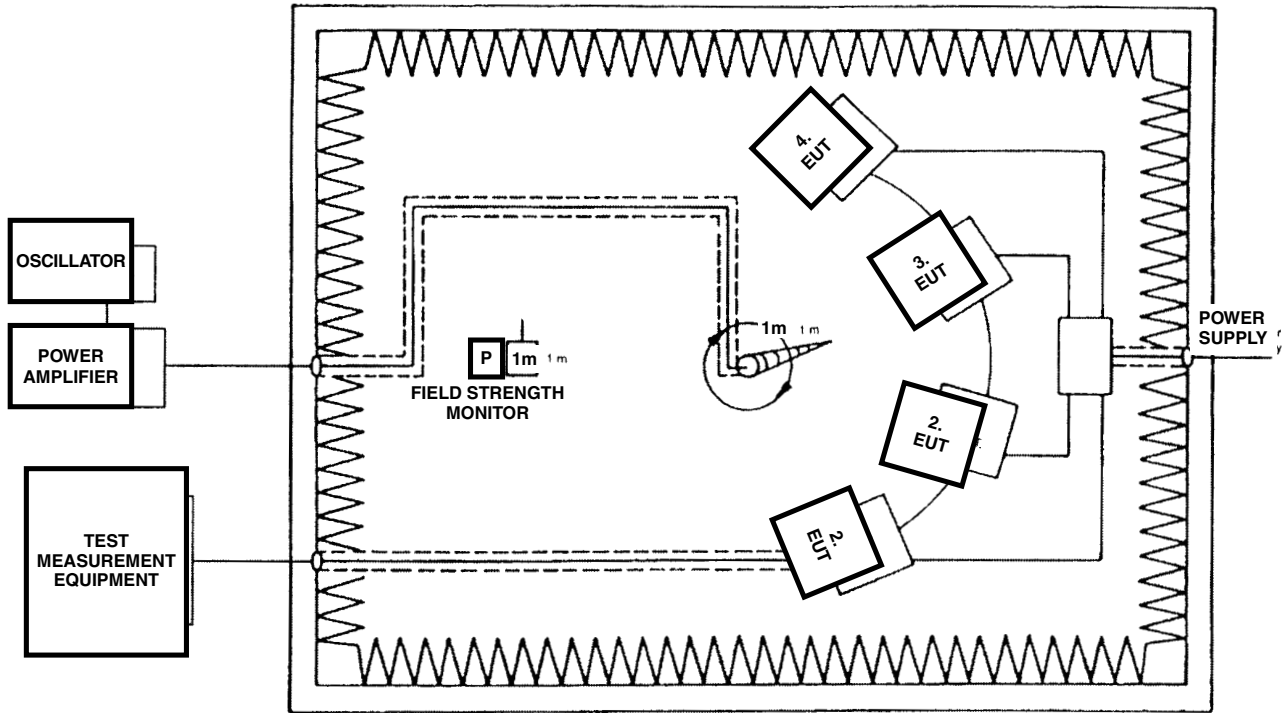 OSCILLATOR
POWER
AMPLIFIER
TEST
MEASUREMENT
EQUIPMENT
P
1m
1 m
FIELD STRENGTH
MONITOR
1m
1 m
4.
EUT
3.
EUT
2.
EUT
2.
EUT
POWER
SUPPLY